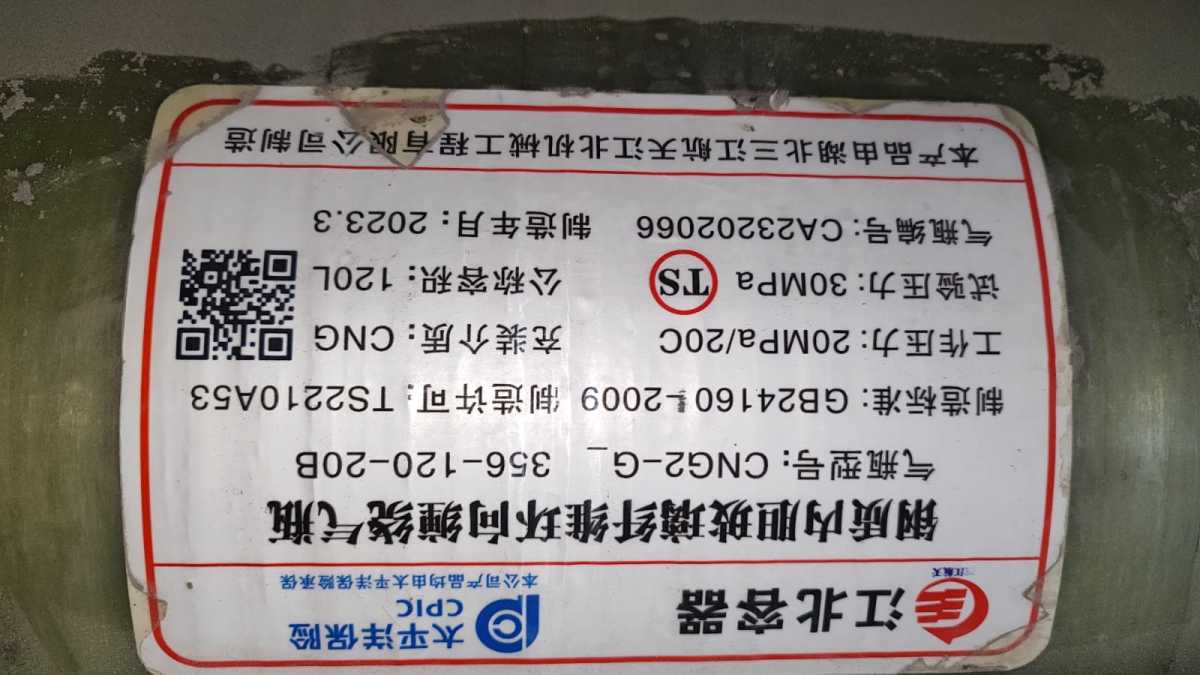 三江航天
江北容器
太平洋保险
CPIC
本公司产品均由太平洋保险承保
钢质内胆玻璃纤维环向缠绕气瓶
气瓶型号：CNG2-G_ 356-120-20B
制造标准：GB24160-2009 制造许可：TS2210A53
工作压力：20MPa/20C 充装介质：CNG
试验压力：30MPa TS 公称容积：120L
气瓶编号：CA23202066 制造年月：2023.3
本产品由湖北三江航天江北机械工程有限公司制造